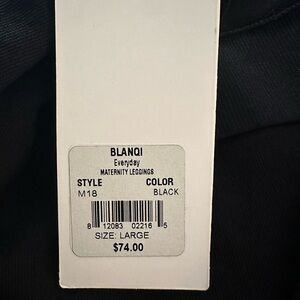 BLANQI
Everyday
MATERNITY LEGGINGS
STYLE COLOR
M18 BLACK
8 12083 02216 5
SIZE: LARGE
$74.00